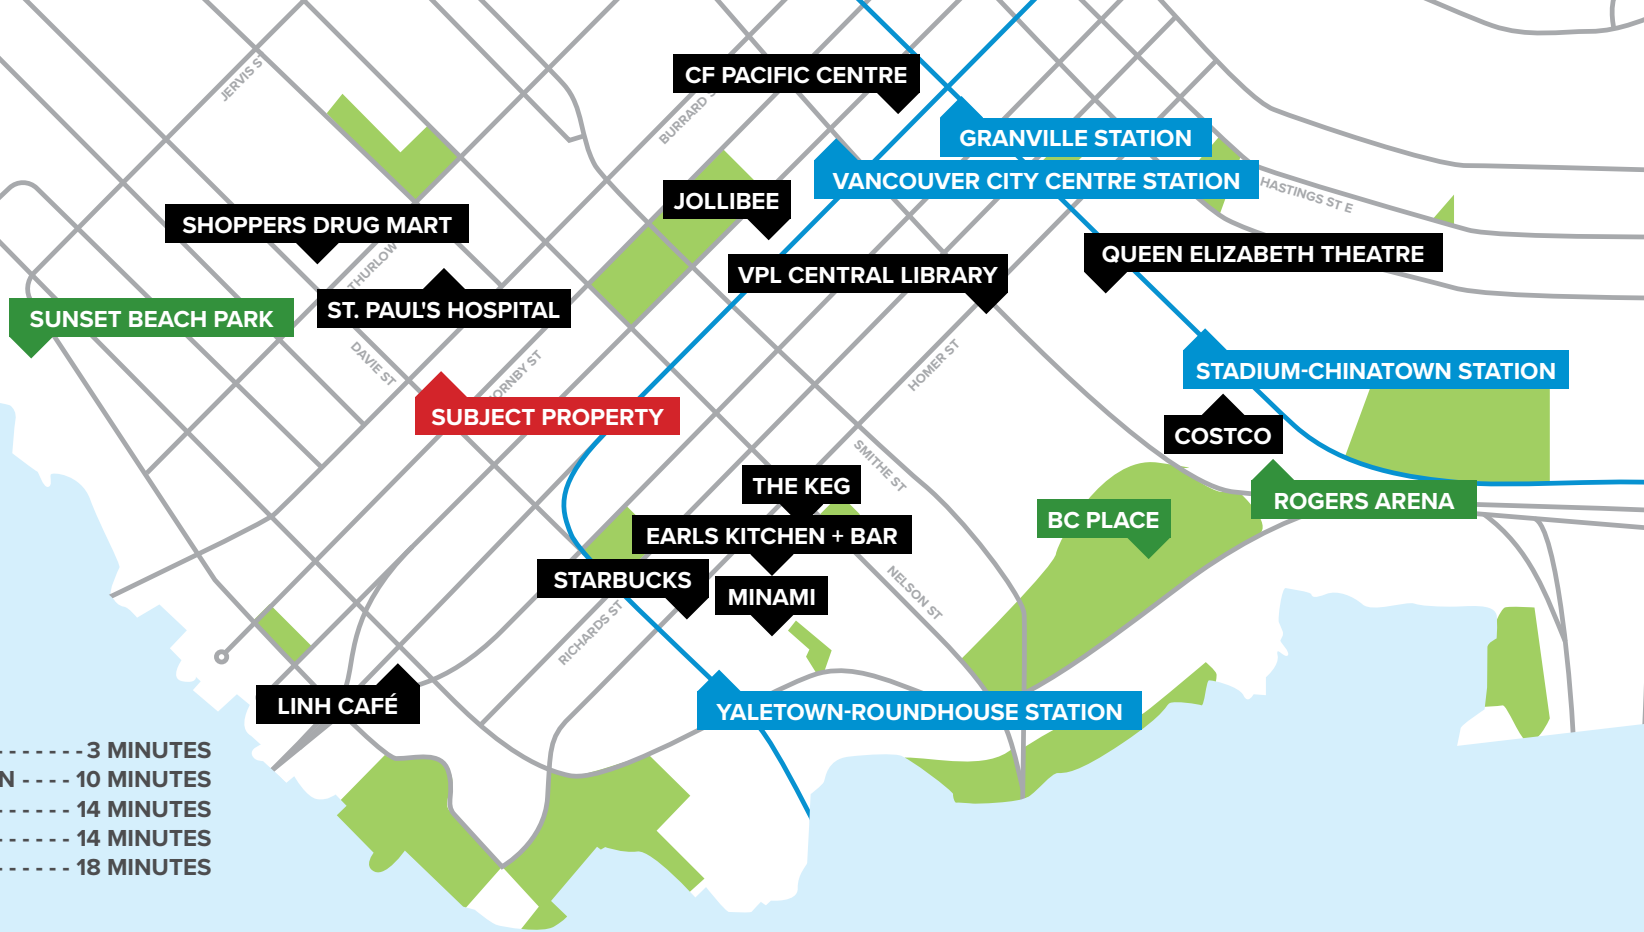 JERVIS ST
BURRARD S
CF PACIFIC CENTRE
GRANVILLE STATION
VANCOUVER CITY CENTRE STATION
HASTINGS ST E
JOLLIBEE
SHOPPERS DRUG MART
THURLOW
QUEEN ELIZABETH THEATRE
VPL CENTRAL LIBRARY
ST. PAUL'S HOSPITAL
SUNSET BEACH PARK
DAVIE ST
ORNBY ST
HOMER ST
STADIUM-CHINATOWN STATION
SUBJECT PROPERTY
COSTCO
SMITHE ST
THE KEG
ROGERS ARENA
BC PLACE
EARLS KITCHEN + BAR
STARBUCKS
MINAMI
NELSON ST
RICHARDS ST
LINH CAFÉ
YALETOWN-ROUNDHOUSE STATION
- - - - - - - 3 MINUTES
N - - - - 10 MINUTES
- - - - - - 14 MINUTES
- - - - - - 14 MINUTES
- - - - - - 18 MINUTES